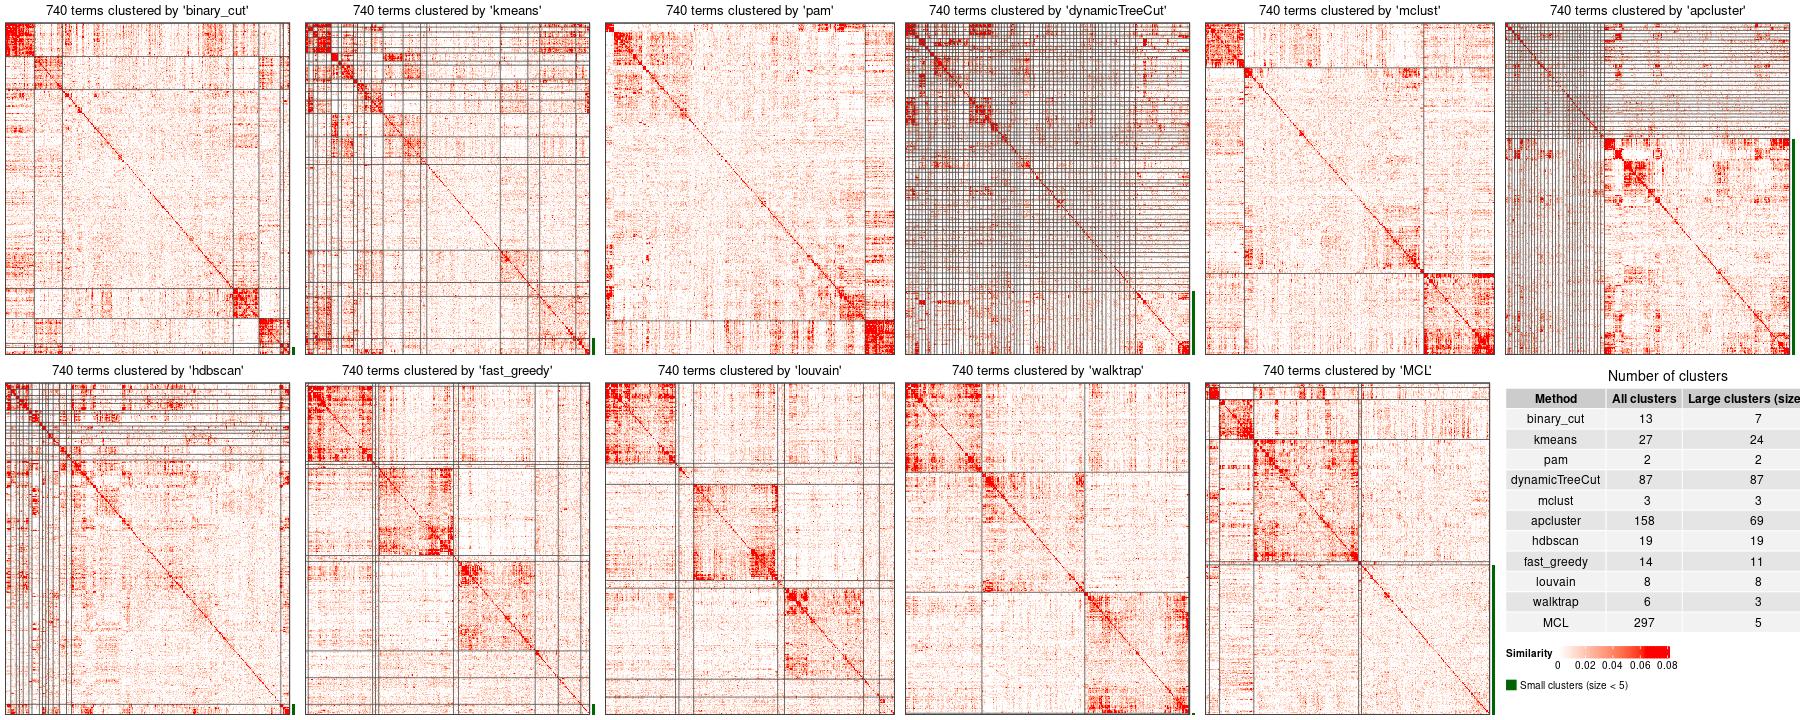 740 terms clustered by 'binary_cut'
740 terms clustered by 'kmeans'
740 terms clustered by 'pam'
740 terms clustered by 'dynamicTreeCut'
740 terms clustered by 'mclust'
740 terms clustered by 'apcluster'
740 terms clustered by 'hdbscan'
740 terms clustered by 'fast_greedy'
740 terms clustered by 'louvain'
740 terms clustered by 'walktrap'
740 terms clustered by 'MCL'
Number of clusters
Method All clusters Large clusters (size
binary_cut 13 7
kmeans 27 24
pam 2 2
dynamicTreeCut 87 87
mclust 3 3
apcluster 158 69
hdbscan 19 19
fast_greedy 14 11
louvain 8 8
walktrap 6 3
MCL 297 5
Similarity
0 0.02 0.04 0.06 0.08
Small clusters (size < 5)